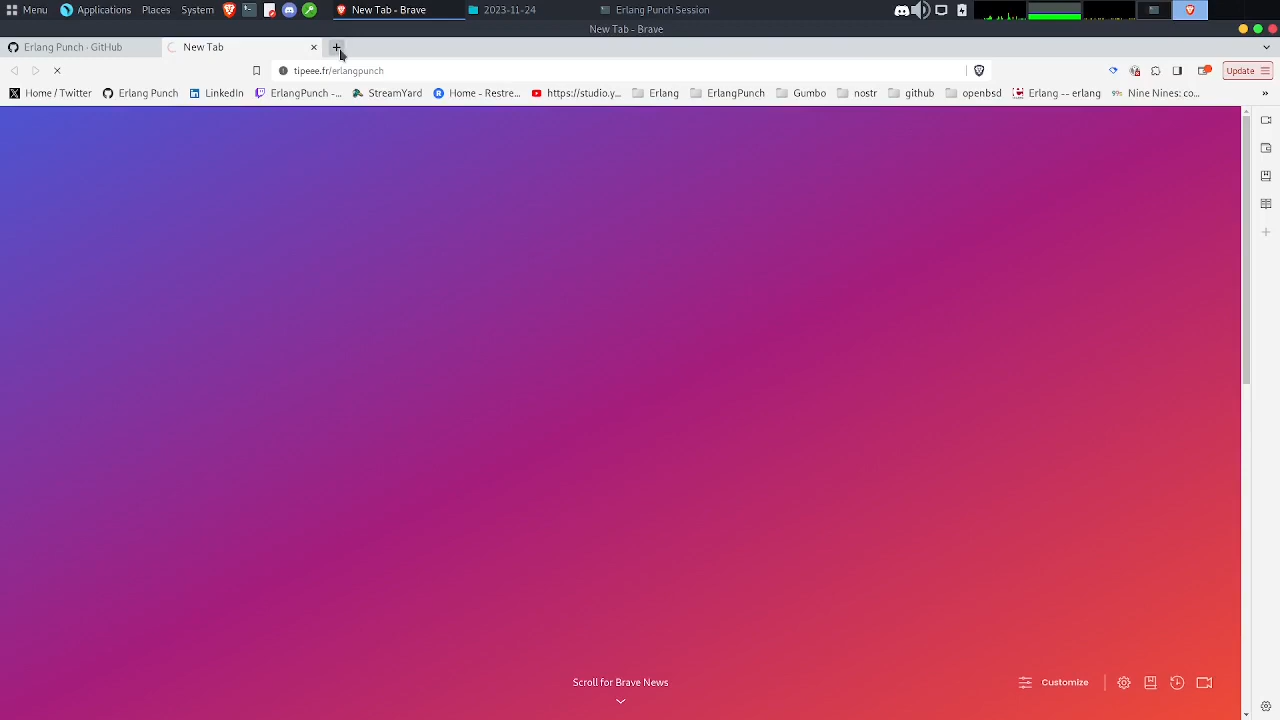 Menu Applications Places System New Tab - Brave 2023-11-24 Erlang Punch Session
New Tab - Brave
Erlang Punch · GitHub New Tab
tipeee.fr/erlangpunch Update
Home / Twitter Erlang Punch LinkedIn ErlangPunch -... StreamYard Home - Restre... https://studio.y... Erlang ErlangPunch Gumbo nostr github openbsd Erlang -- erlang 99s Nine Nines: co... »
Scroll for Brave News
Customize